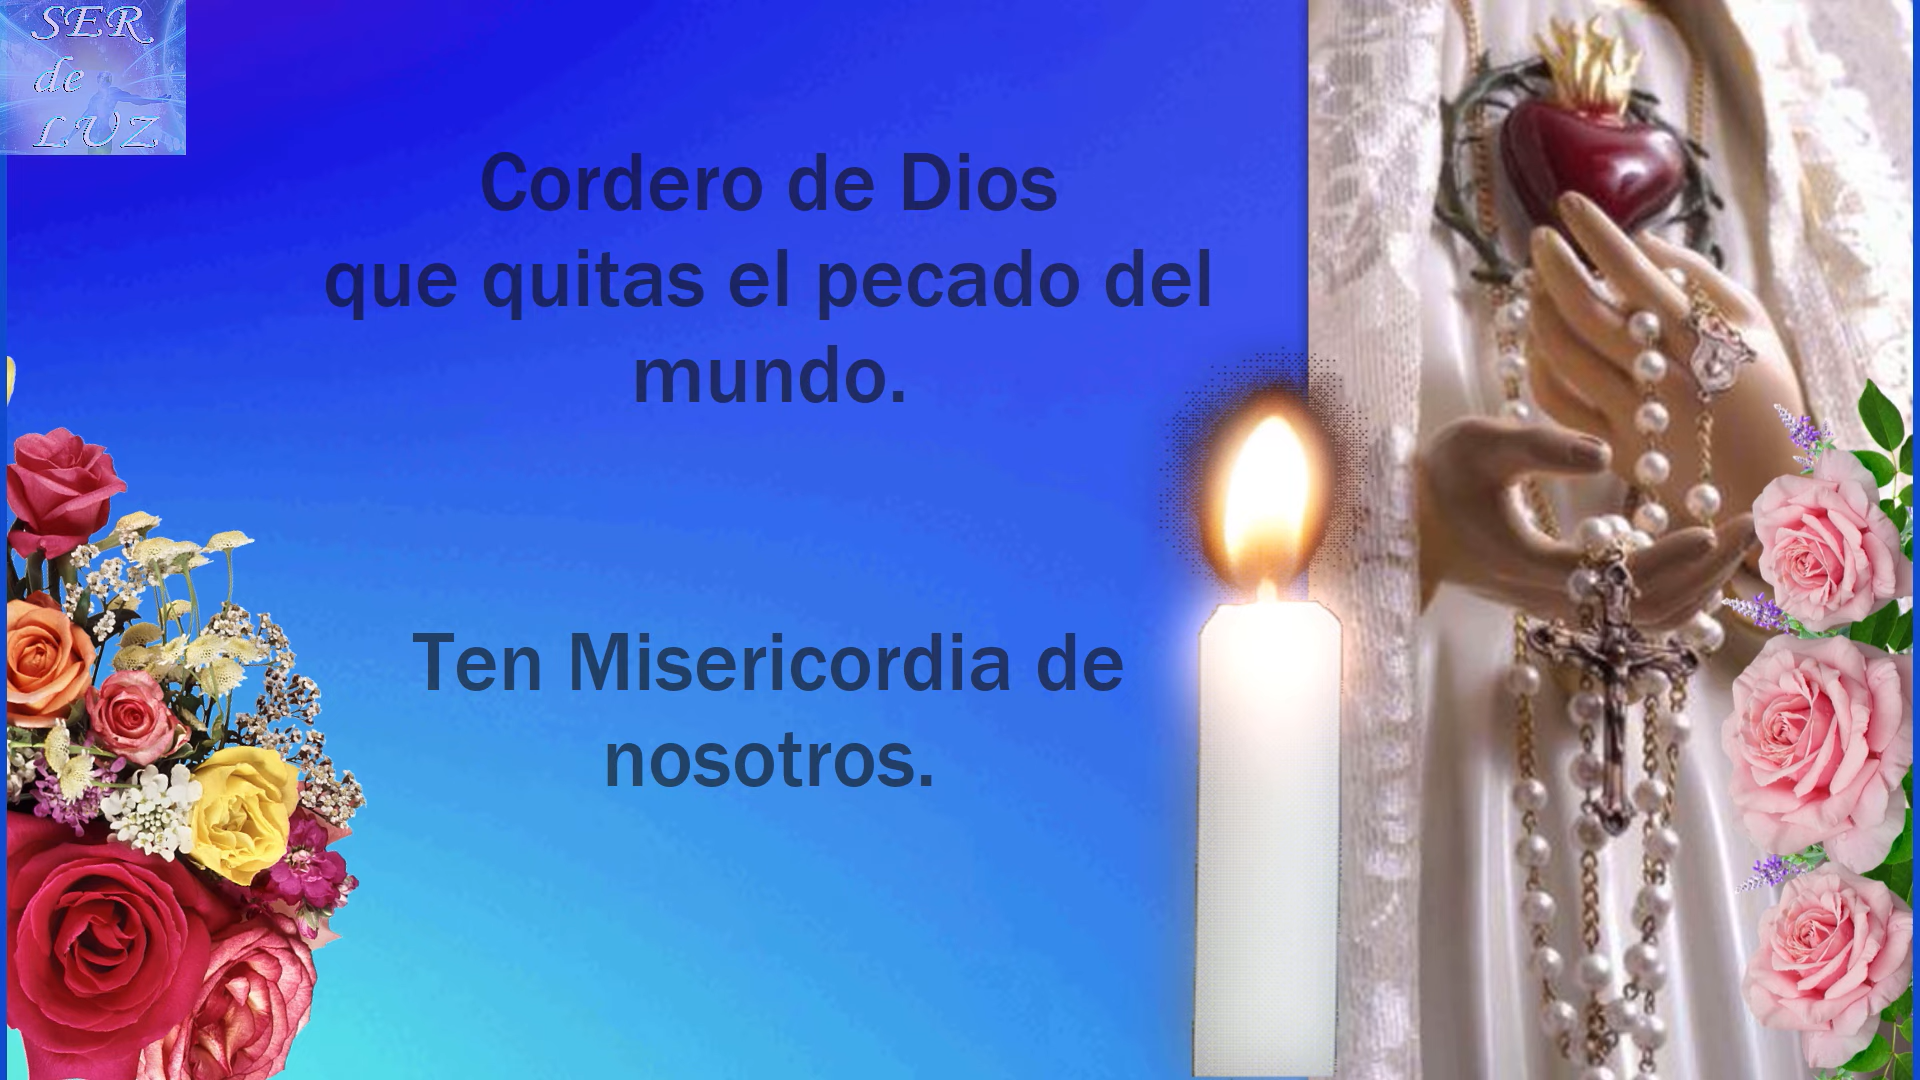 SER
de
LUZ
Cordero de Dios
que quitas el pecado del
mundo.
Ten Misericordia de
nosotros.